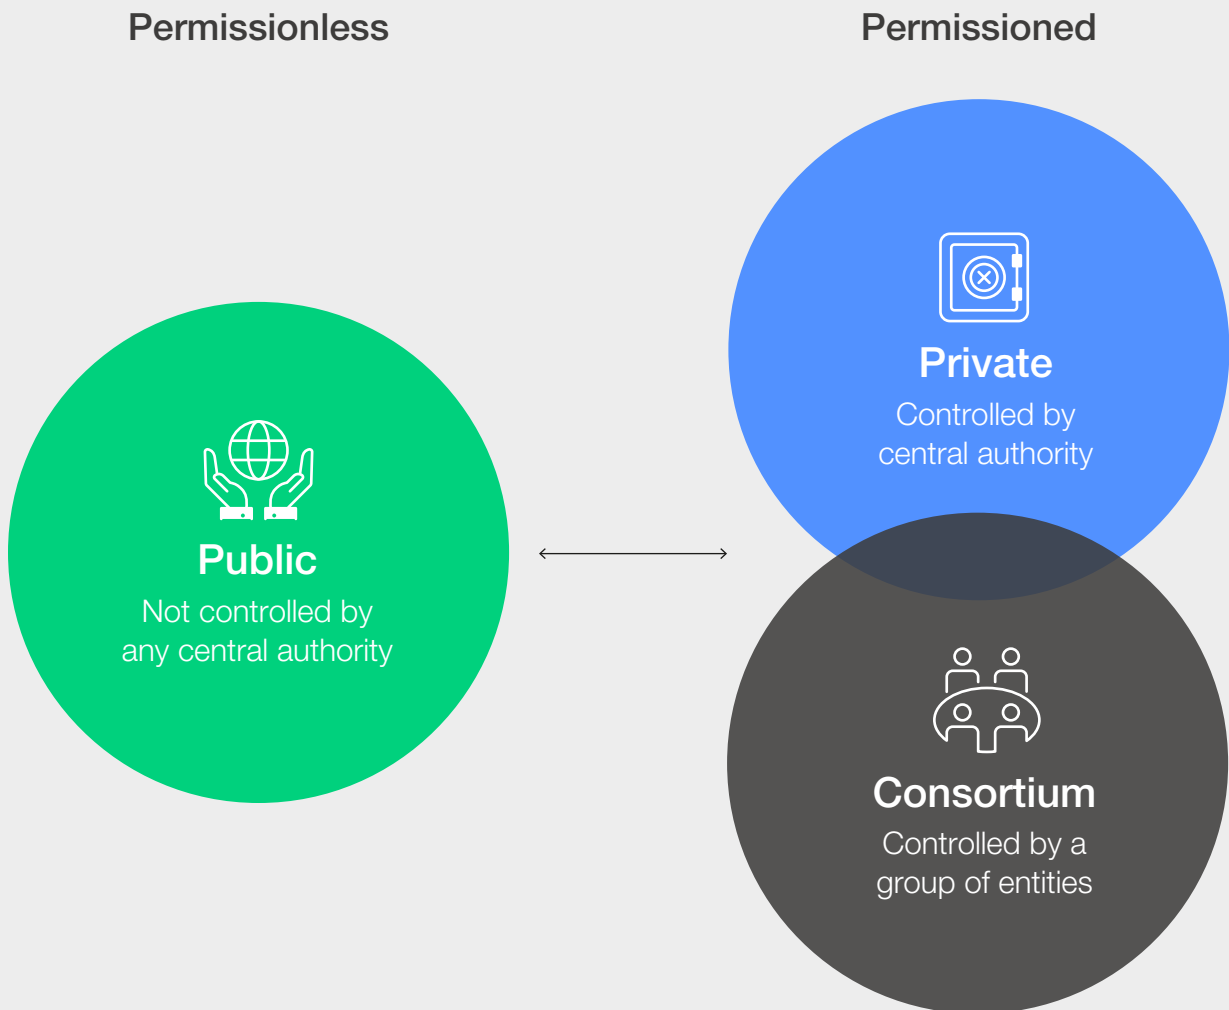 Permissionless
Permissioned
Public
Not controlled by
any central authority
Private
Controlled by
central authority
Consortium
Controlled by a
group of entities